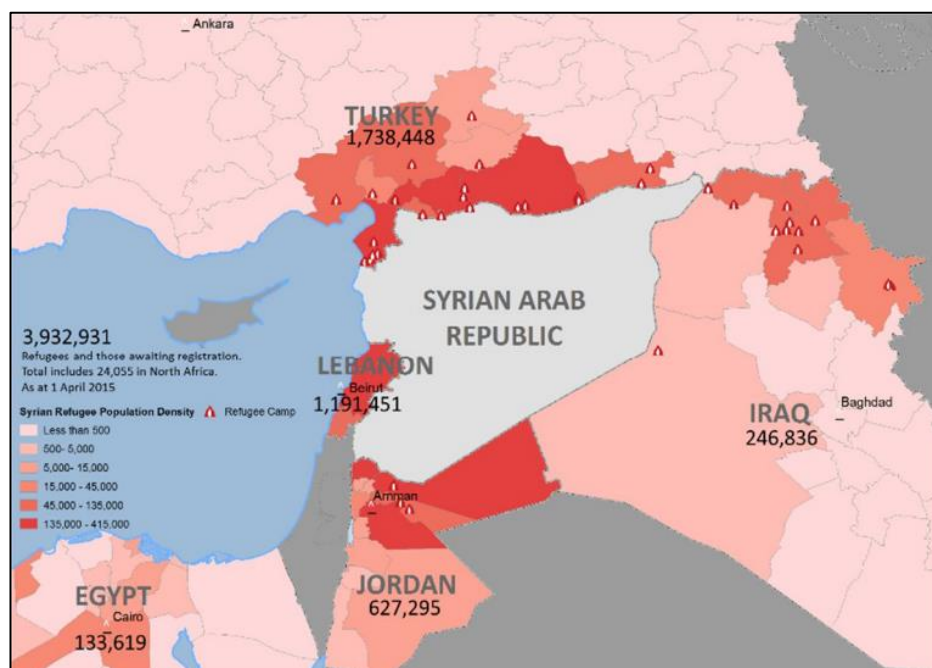 Ankara
TURKEY
1,738,448
SYRIAN ARAB
REPUBLIC
3,932,931
Refugees and those awaiting registration.
Total includes 24,055 in North Africa.
As at 1 April 2015
LEBANON
Beirut
1,191,451
Syrian Refugee Population Density
Refugee Camp
Less than 500
500- 5,000
5,000- 15,000
15,000 - 45,000
45,000 - 135,000
135,000 - 415,000
Baghdad
IRAQ
246,836
Amman
JORDAN
627,295
EGYPT
Cairo
133,619